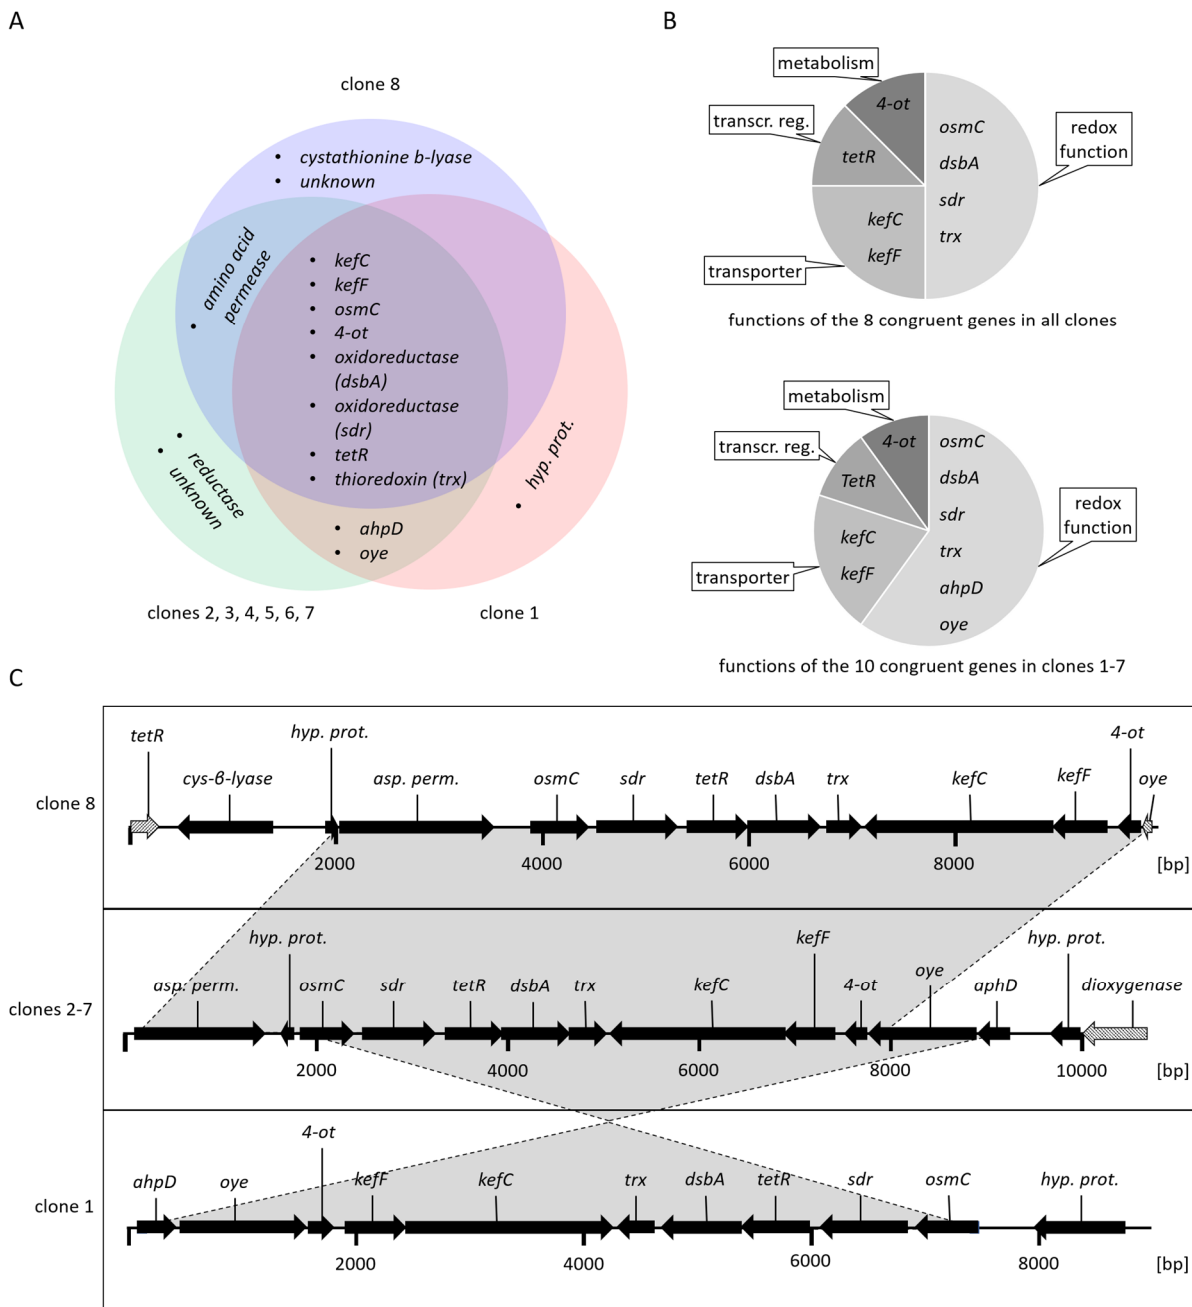 A
clone 8
• cystathionine b-lyase
• unknown
• amino acid
permease
• kefC
• kefF
• osmC
• 4-ot
• oxidoreductase
(dsbA)
• oxidoreductase
(sdr)
• tetR
• thioredoxin (trx)
• reductase
• unknown
• hyp. prot.
• ahpD
• oye
clones 2, 3, 4, 5, 6, 7
clone 1
B
metabolism
4-ot
transcr. reg.
tetR
osmC
dsbA
sdr
trx
redox
function
kefC
kefF
transporter
functions of the 8 congruent genes in all clones
metabolism
4-ot
transcr. reg.
TetR
osmC
dsbA
sdr
trx
ahpD
oye
redox
function
kefC
kefF
transporter
functions of the 10 congruent genes in clones 1-7
C
clone 8
tetR
cys-β-lyase
hyp. prot.
asp. perm.
osmC
sdr
tetR
dsbA
trx
kefC
kefF
4-ot
oye
2000
4000
6000
8000
[bp]
clones 2-7
asp. perm.
hyp. prot.
osmC
sdr
tetR
dsbA
trx
kefC
kefF
4-ot
oye
aphD
hyp. prot.
dioxygenase
2000
4000
6000
8000
10000
[bp]
clone 1
ahpD
oye
4-ot
kefF
kefC
trx
dsbA
tetR
sdr
osmC
hyp. prot.
2000
4000
6000
8000
[bp]